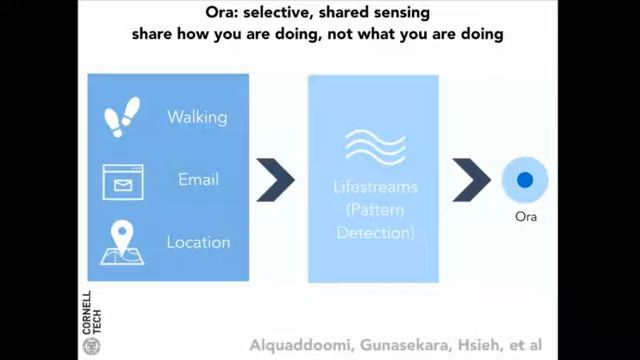 Ora: selective, shared sensing
share how you are doing, not what you are doing
Walking
Email
Location
Lifestreams
(Pattern
Detection)
Ora
CORNELL
TECH
Alquaddoomi, Gunasekara, Hsieh, et al